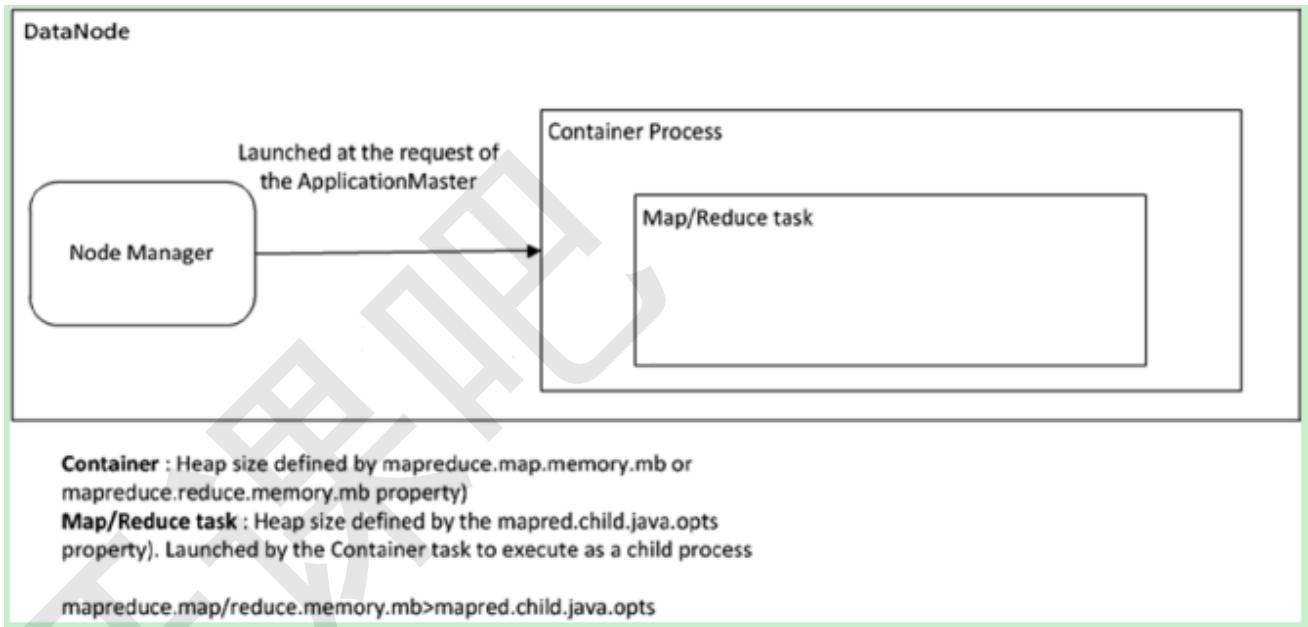 DataNode
Launched at the request of
the ApplicationMaster
Node Manager
Container Process
Map/Reduce task
Container : Heap size defined by mapreduce.map.memory.mb or
mapreduce.reduce.memory.mb property)
Map/Reduce task : Heap size defined by the mapred.child.java.opts
property). Launched by the Container task to execute as a child process
mapreduce.map/reduce.memory.mb>mapred.child.java.opts
课吧